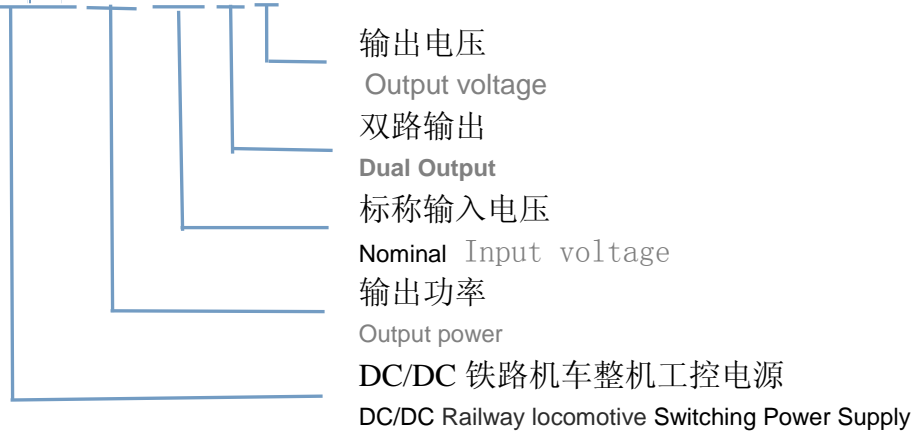 输出电压
Output voltage
双路输出
Dual Output
标称输入电压
Nominal Input voltage
输出功率
Output power
DC/DC 铁路机车整机工控电源
DC/DC Railway locomotive Switching Power Supply